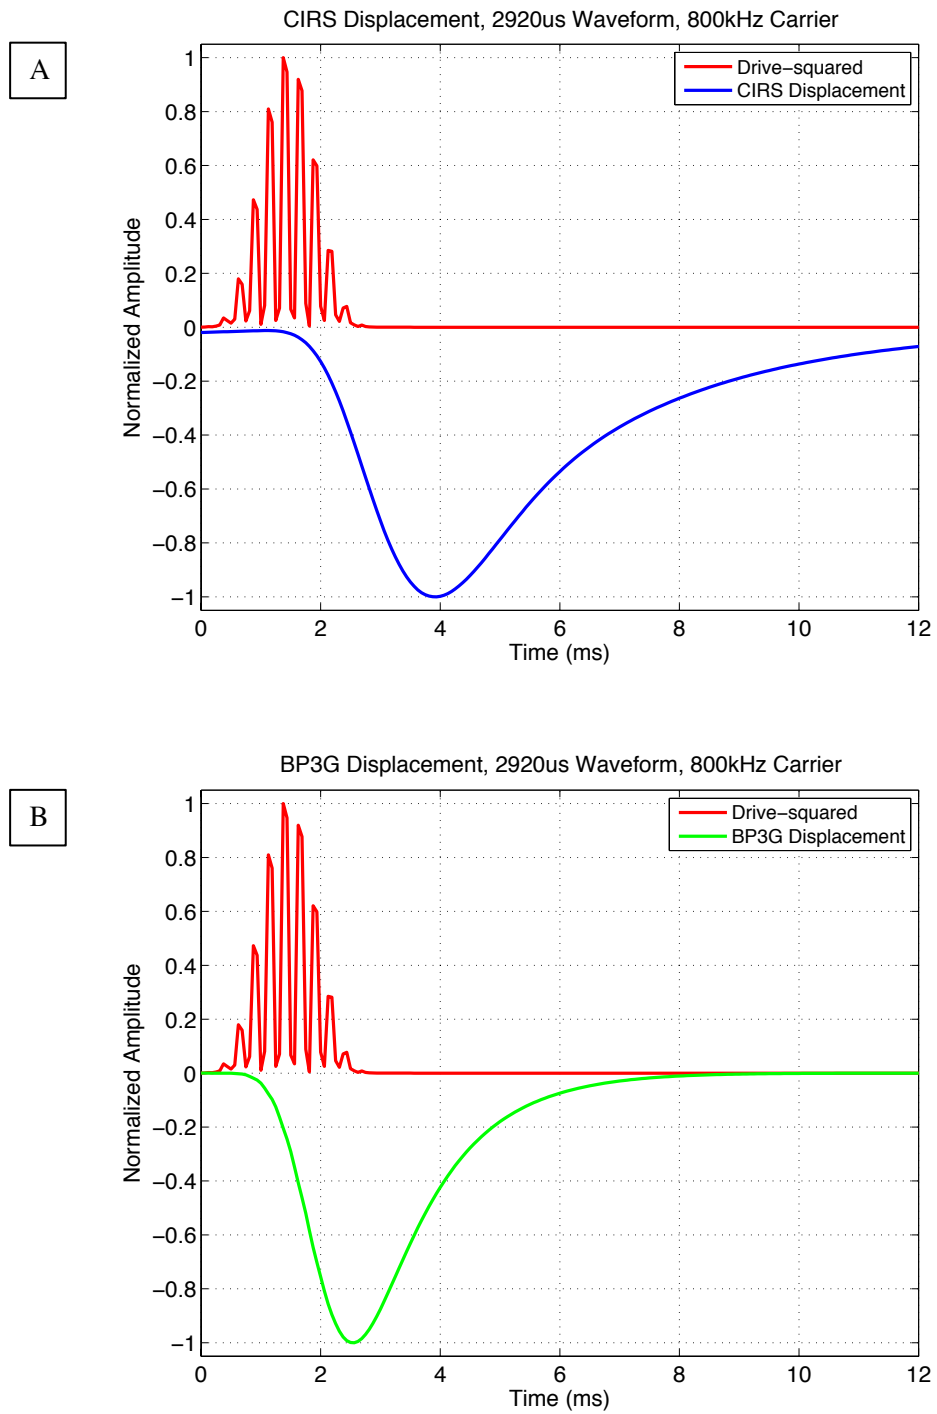 A
CIRS Displacement, 2920us Waveform, 800kHz Carrier
Drive−squared
CIRS Displacement
1
0.8
0.6
0.4
0.2
0
−0.2
−0.4
−0.6
−0.8
−1
Normalized Amplitude
0 2 4 6 8 10 12
Time (ms)
B
BP3G Displacement, 2920us Waveform, 800kHz Carrier
Drive−squared
BP3G Displacement
1
0.8
0.6
0.4
0.2
0
−0.2
−0.4
−0.6
−0.8
−1
Normalized Amplitude
0 2 4 6 8 10 12
Time (ms)